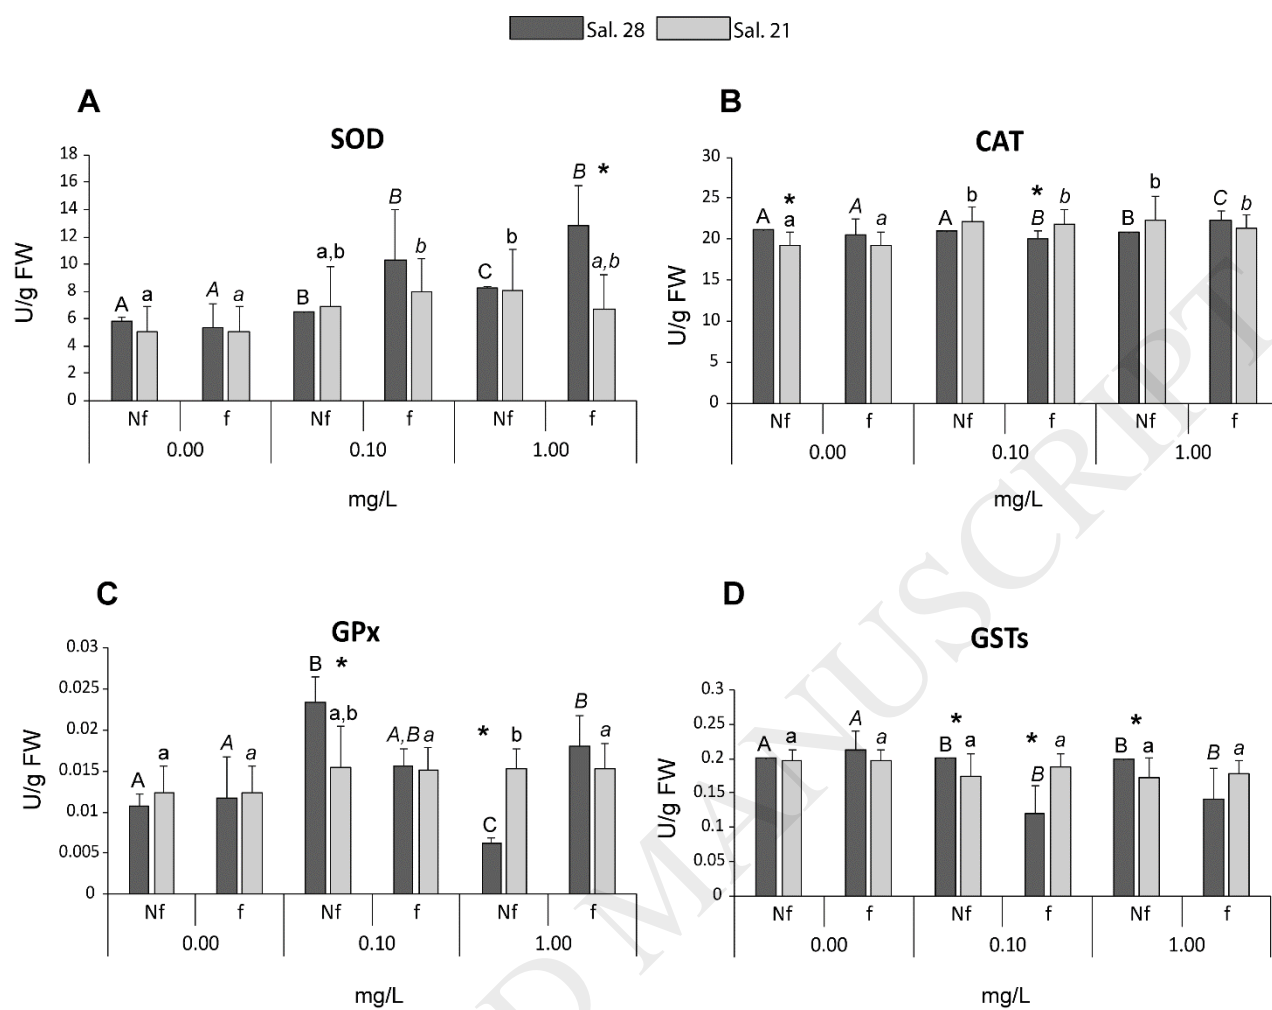 Sal. 28 Sal. 21
A
SOD
U/g FW
18
16
14
12
10
8
6
4
2
0
A a A a B a,b B b C b B * a,b
Nf f Nf f Nf f
0.00 0.10 1.00
mg/L
B
CAT
U/g FW
30
25
20
15
10
5
0
A * a A a A b * B b B b C b
Nf f Nf f Nf f
0.00 0.10 1.00
mg/L
C
GPx
U/g FW
0.03
0.025
0.02
0.015
0.01
0.005
0
A a A a B * a,b A,B a * C b B a
Nf f Nf f Nf f
0.00 0.10 1.00
mg/L
D
GSTs
U/g FW
0.3
0.25
0.2
0.15
0.1
0.05
0
A a A a * B a * B a * B a B a
Nf f Nf f Nf f
0.00 0.10 1.00
mg/L
D MANUSCRIPT